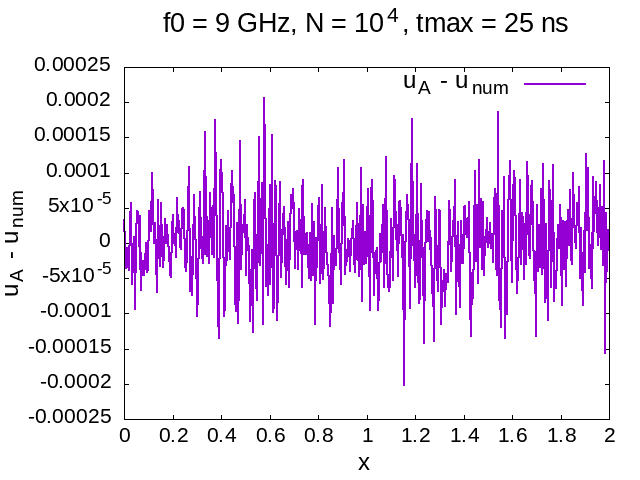 f0 = 9 GHz, N = 10^4, tmax = 25 ns
u_A - u_num
0.00025
0.0002
0.00015
0.0001
5x10^-5
0
-5x10^-5
-0.0001
-0.00015
-0.0002
-0.00025
u_A - u_num
0 0.2 0.4 0.6 0.8 1 1.2 1.4 1.6 1.8 2
x